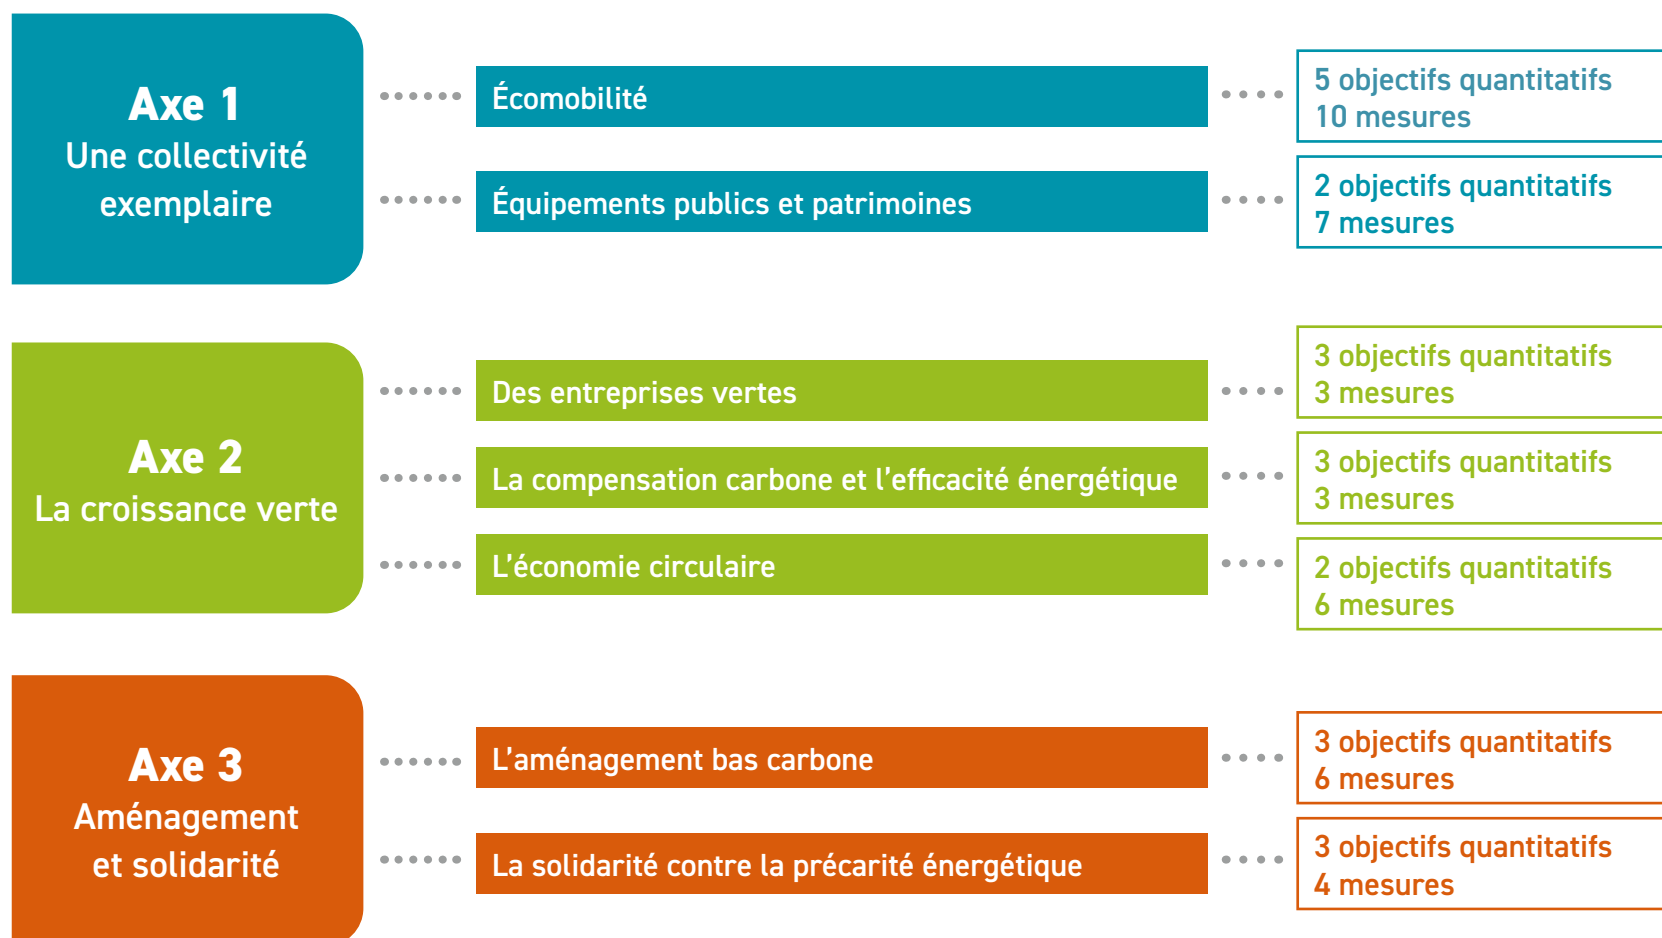 Axe 1
Une collectivité
exemplaire
Écomobilité
5 objectifs quantitatifs
10 mesures
Équipements publics et patrimoines
2 objectifs quantitatifs
7 mesures
Axe 2
La croissance verte
Des entreprises vertes
3 objectifs quantitatifs
3 mesures
La compensation carbone et l'efficacité énergétique
3 objectifs quantitatifs
3 mesures
L'économie circulaire
2 objectifs quantitatifs
6 mesures
Axe 3
Aménagement
et solidarité
L'aménagement bas carbone
3 objectifs quantitatifs
6 mesures
La solidarité contre la précarité énergétique
3 objectifs quantitatifs
4 mesures